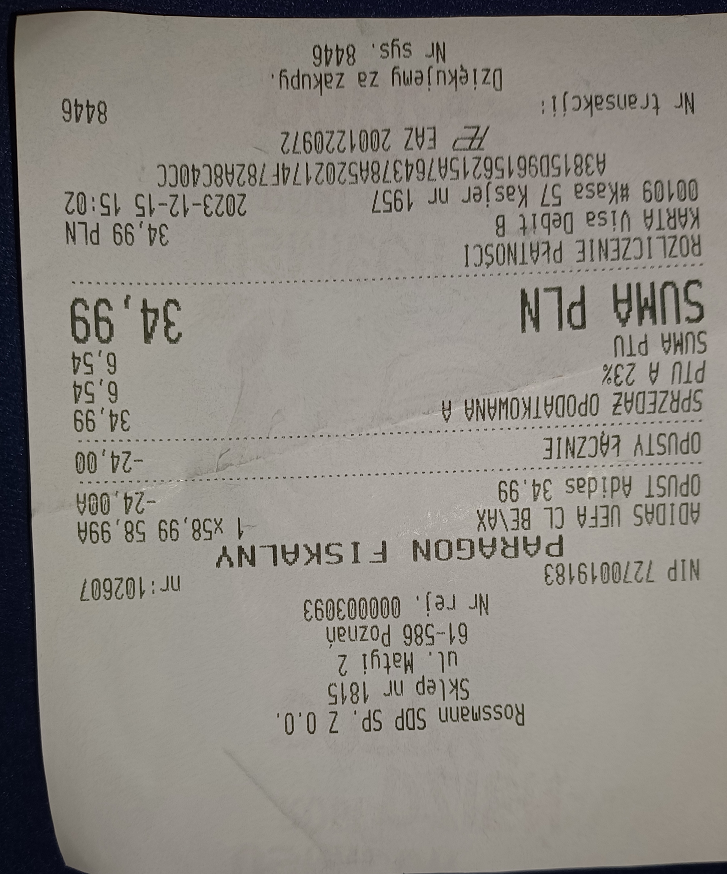 Rossmann SDP SP. Z O.O.
Sklep nr 1815
ul. Matyi 2
61-586 Poznań
Nr rej. 000003093
NIP 7270019183 nr:102607
PARAGON FISKALNY
ADIDAS UEFA CL BE\AX 1 x58,99 58,99A
OPUST Adidas 34.99 -24,00A
OPUSTY ŁĄCZNIE -24,00
SPRZEDAŻ OPODATKOWANA A 34,99
PTU A 23% 6,54
SUMA PTU 6,54
SUMA PLN 34,99
ROZLICZENIE PŁATNOŚCI
KARTA Visa Debit B 34,99 PLN
00109 #Kasa 57 Kasjer nr 1957 2023-12-15 15:02
A3815D96156215A764378A5202174F782A8C40CC
EAZ 2001220972
Nr transakcji: 8446
Dziękujemy za zakupy.
Nr sys. 8446